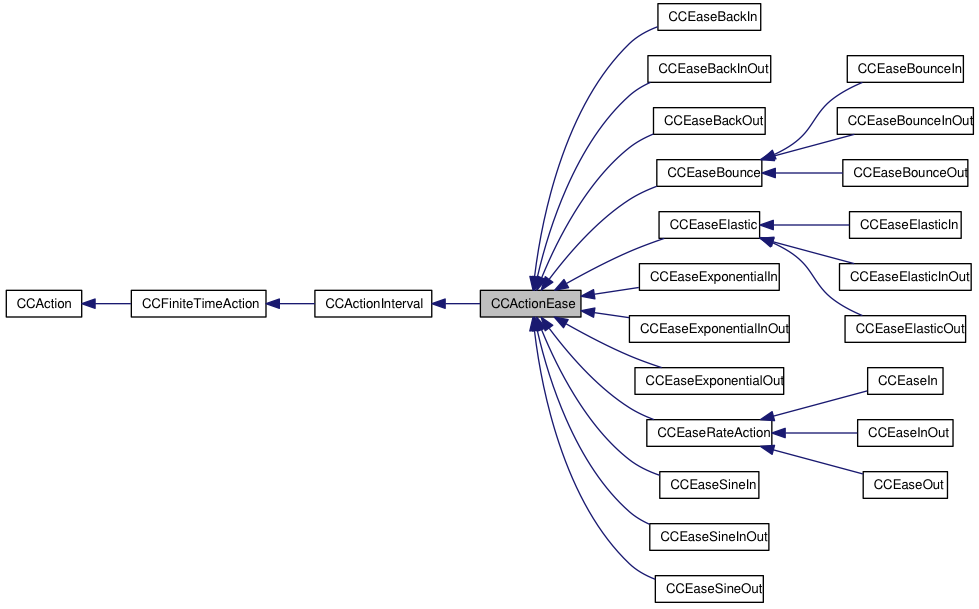 CCEaseBackIn
CCEaseBackInOut
CCEaseBounceIn
CCEaseBackOut
CCEaseBounceInOut
CCEaseBounce
CCEaseBounceOut
CCEaseElastic
CCEaseElasticIn
CCEaseExponentialIn
CCEaseElasticInOut
CCAction
CCFiniteTimeAction
CCActionInterval
CCActionEase
CCEaseExponentialInOut
CCEaseElasticOut
CCEaseExponentialOut
CCEaseIn
CCEaseRateAction
CCEaseInOut
CCEaseSineIn
CCEaseOut
CCEaseSineInOut
CCEaseSineOut